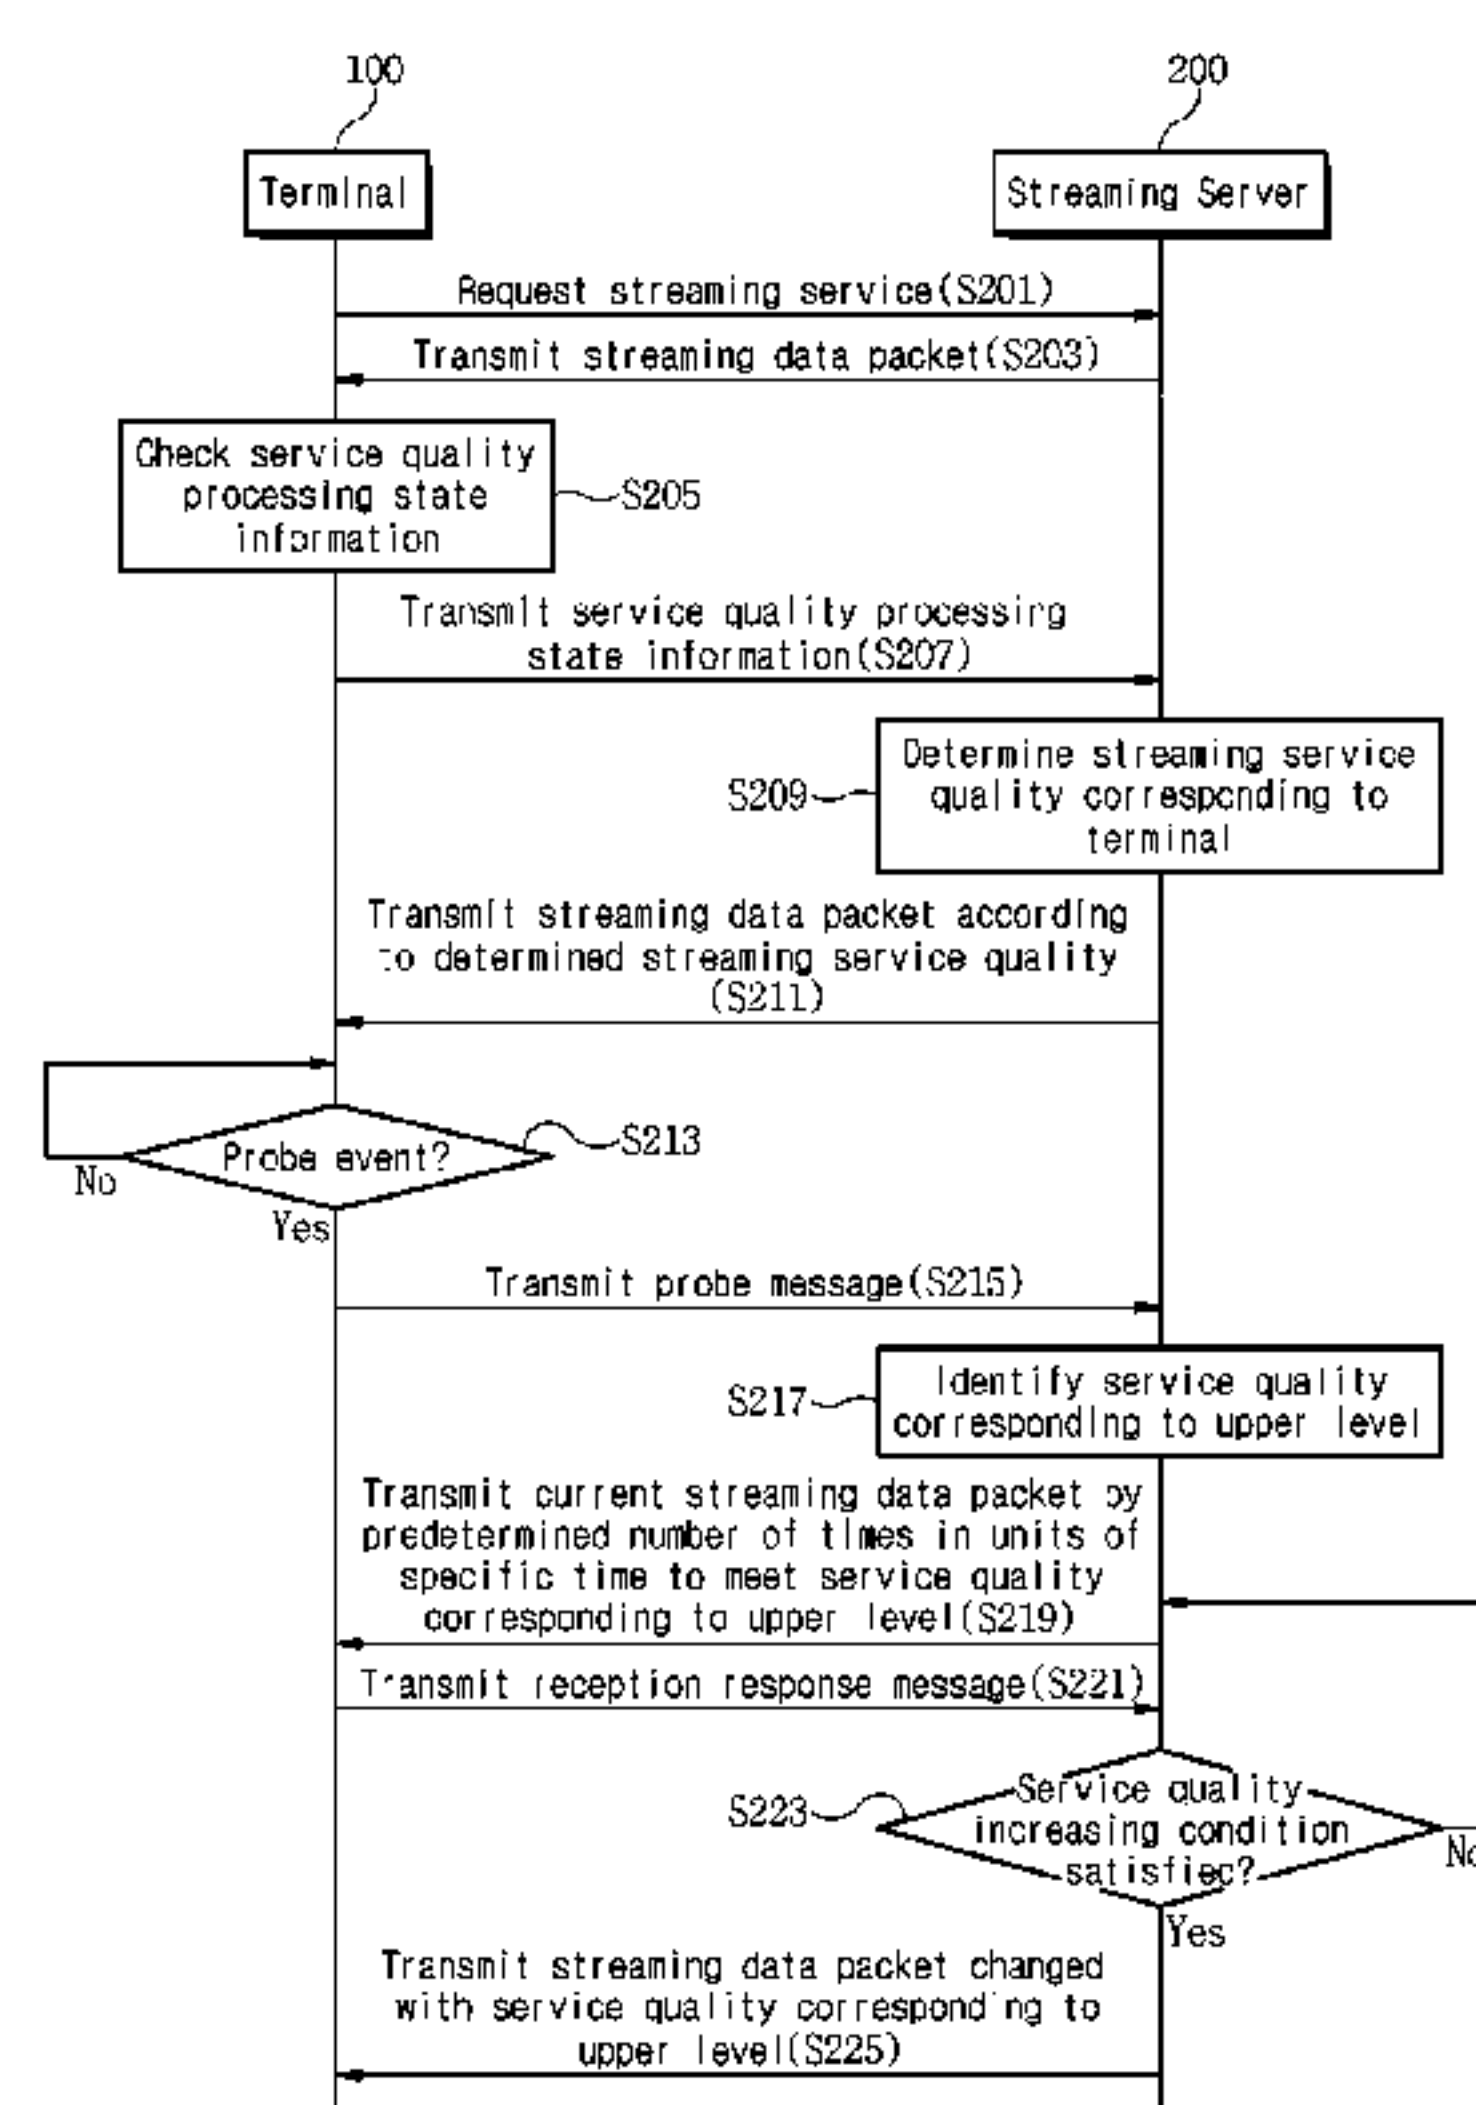 100
200
Terminal
Streaming Server
Request streaming service(S201)
Transmit streaming data packet(S203)
Check service quality
processing state
information
S205
Transmit service quality processing
state information(S207)
Determine streaming service
quality corresponding to
terminal
S209
Transmit streaming data packet according
to determined streaming service quality
(S211)
Probe event?
S213
No
Yes
Transmit probe message(S215)
Identify service quality
corresponding to upper level
S217
Transmit current streaming data packet by
predetermined number of times in units of
specific time to meet service quality
corresponding to upper level(S219)
Transmit reception response message(S221)
Service quality
increasing condition
satisfied?
S223
No
Yes
Transmit streaming data packet changed
with service quality corresponding to
upper level(S225)